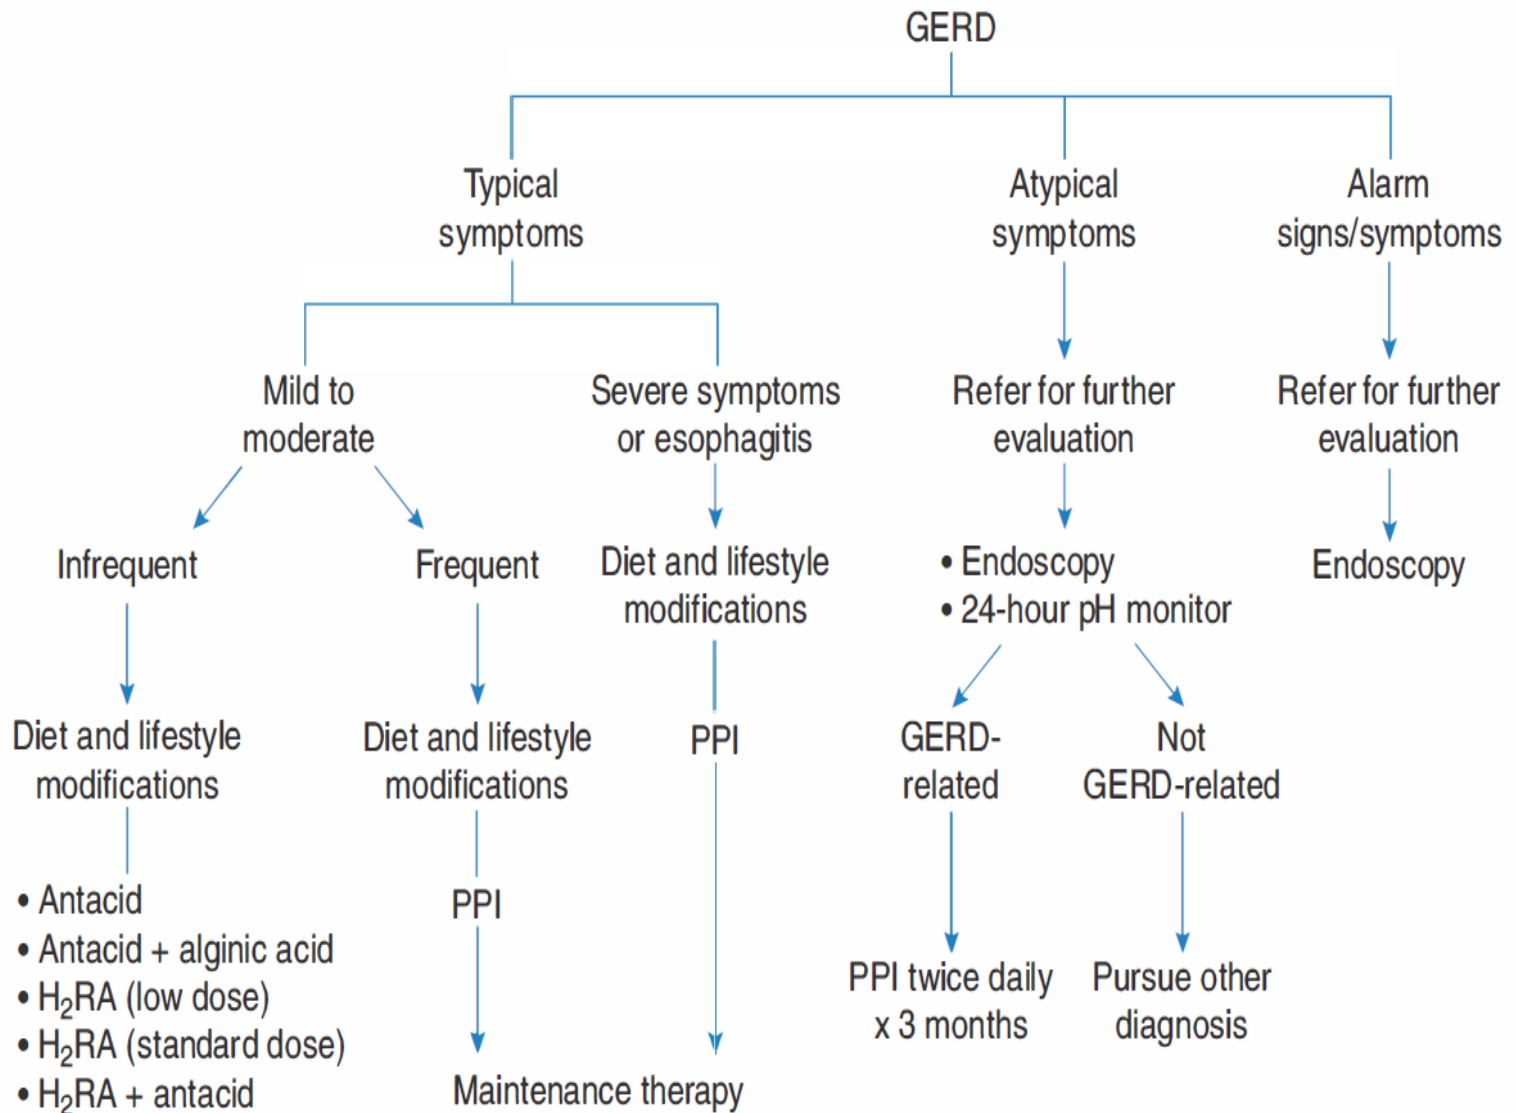 GERD
Typical
symptoms
Atypical
symptoms
Alarm
signs/symptoms
Mild to
moderate
Severe symptoms
or esophagitis
Refer for further
evaluation
Refer for further
evaluation
Infrequent
Frequent
Diet and lifestyle
modifications
• Endoscopy
• 24-hour pH monitor
Endoscopy
Diet and lifestyle
modifications
Diet and lifestyle
modifications
PPI
GERD-
related
Not
GERD-related
• Antacid
• Antacid + alginic acid
• H₂RA (low dose)
• H₂RA (standard dose)
• H₂RA + antacid
PPI
PPI twice daily
x 3 months
Pursue other
diagnosis
Maintenance therapy